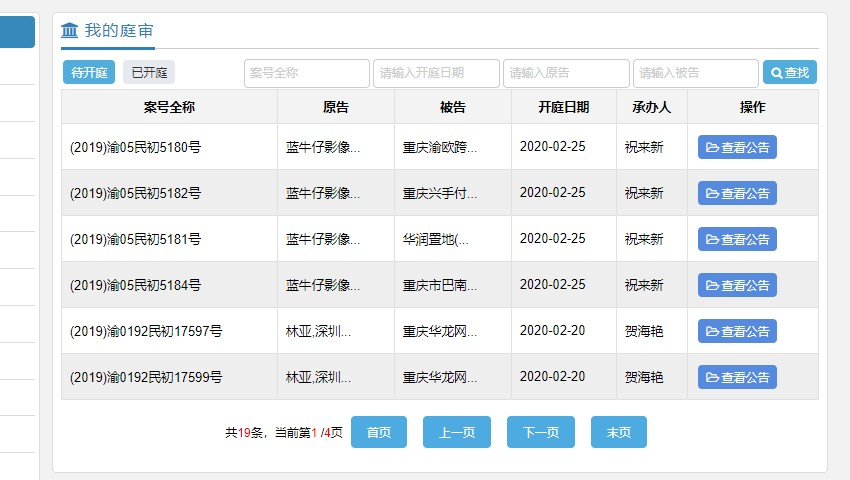 我的庭审
待开庭 已开庭 案号全称 请输入开庭日期 请输入原告 请输入被告 查找
案号全称 原告 被告 开庭日期 承办人 操作
(2019)渝05民初5180号 蓝牛仔影像... 重庆渝欧跨... 2020-02-25 祝来新 查看公告
(2019)渝05民初5182号 蓝牛仔影像... 重庆兴手付... 2020-02-25 祝来新 查看公告
(2019)渝05民初5181号 蓝牛仔影像... 华润置地(... 2020-02-25 祝来新 查看公告
(2019)渝05民初5184号 蓝牛仔影像... 重庆市巴南... 2020-02-25 祝来新 查看公告
(2019)渝0192民初17597号 林亚,深圳... 重庆华龙网... 2020-02-20 贺海艳 查看公告
(2019)渝0192民初17599号 林亚,深圳... 重庆华龙网... 2020-02-20 贺海艳 查看公告
共19条，当前第1 /4页 首页 上一页 下一页 末页